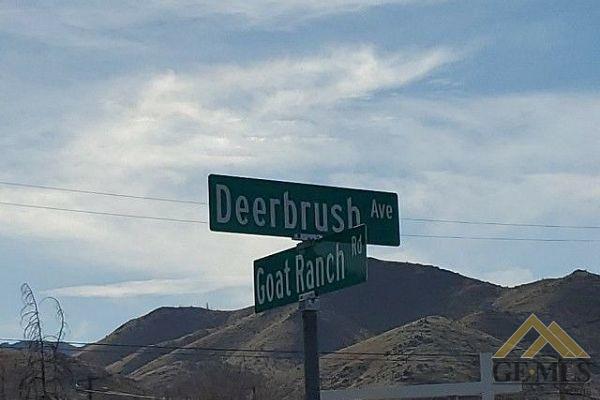 Deerbrush Ave
Goat Ranch Rd
GEMLS